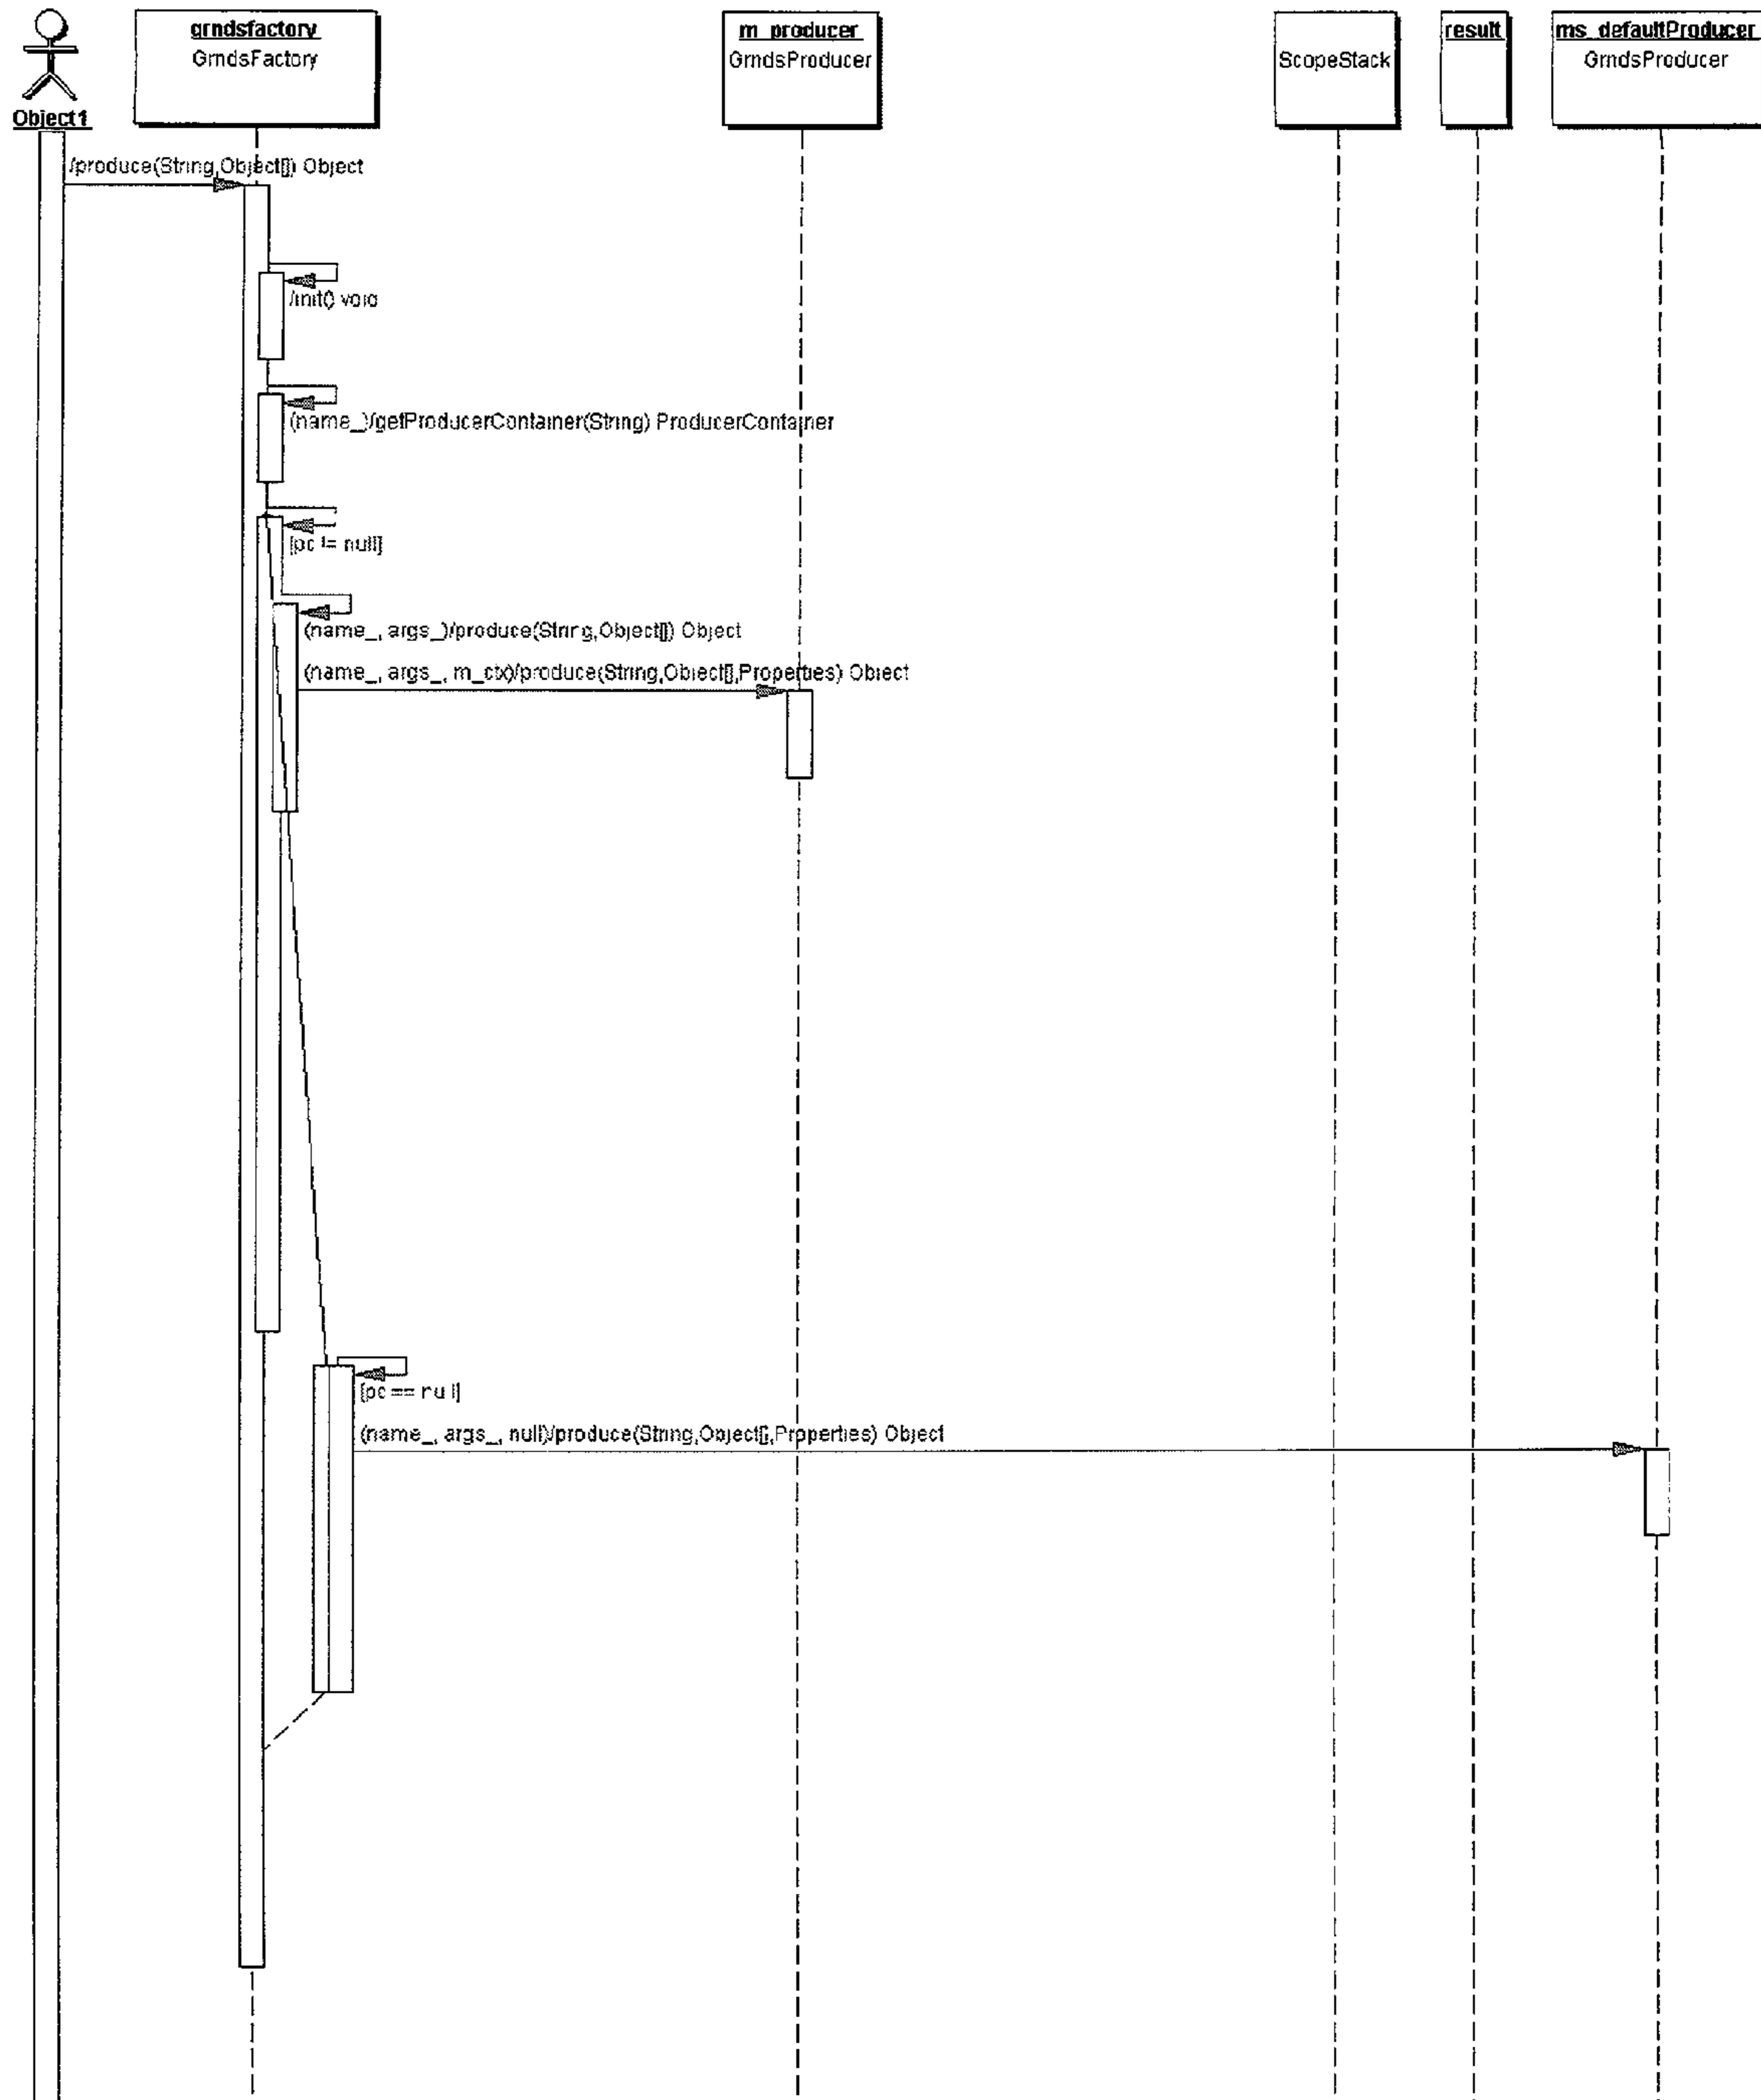 Object1
grndsfactory
GrndsFactory
m_producer
GrndsProducer
ScopeStack
result
ms_defaultProducer
GrndsProducer
/produce(String,Object[]) Object
/init() void
(name_)/getProducerContainer(String) ProducerContainer
[pc != null]
(name_, args_)/produce(String,Object[]) Object
(name_, args_, m_ctx)/produce(String,Object[],Properties) Object
[pc == null]
(name_, args_, null)/produce(String,Object[],Properties) Object